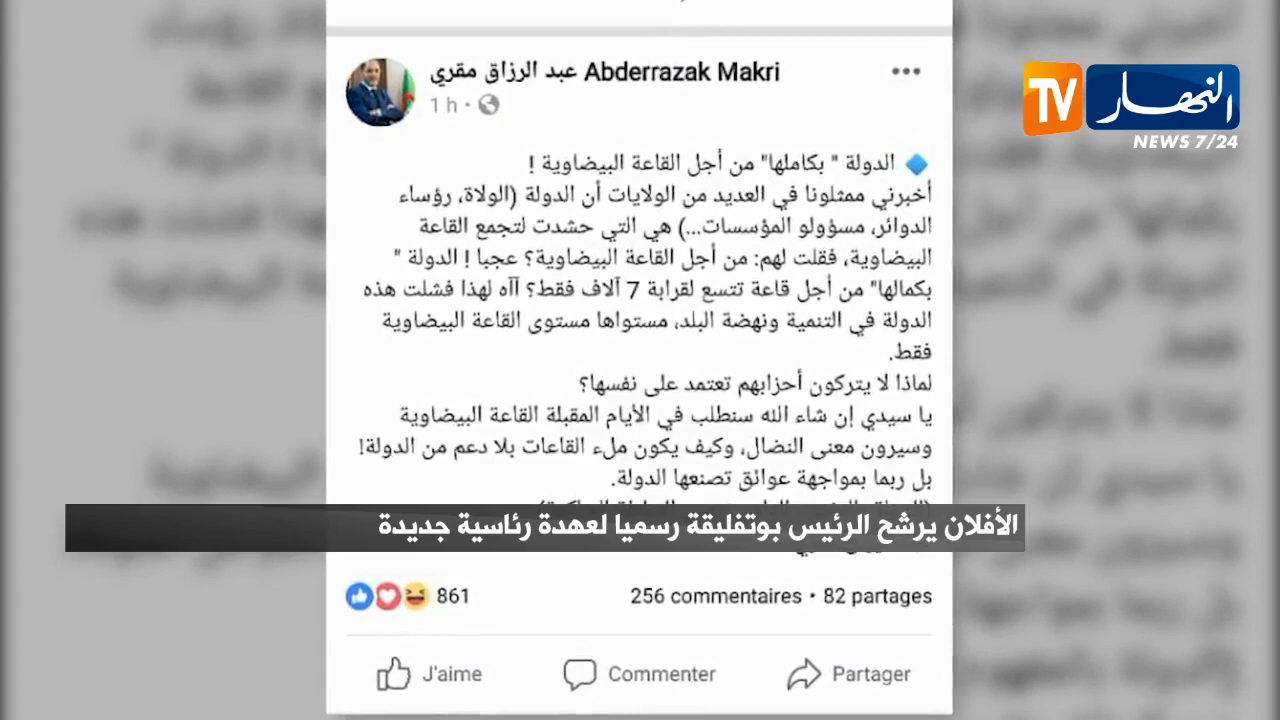 عبد الرزاق مقري Abderrazak Makri
1 h
TV النهار
NEWS 7/24
الدولة " بكاملها" من أجل القاعة البيضاوية !
أخبرني ممثلونا في العديد من الولايات أن الدولة (الولاة، رؤساء
الدوائر، مسؤولو المؤسسات...) هي التي حشدت لتجمع القاعة
البيضاوية، فقلت لهم: من أجل القاعة البيضاوية؟ عجبا ! الدولة "
بكمالها" من أجل قاعة تتسع لقرابة 7 آلاف فقط؟ آآه لهذا فشلت هذه
الدولة في التنمية ونهضة البلد، مستواها مستوى القاعة البيضاوية
فقط.
لماذا لا يتركون أحزابهم تعتمد على نفسها؟
يا سيدي إن شاء الله سنطلب في الأيام المقبلة القاعة البيضاوية
وسيرون معنى النضال، وكيف يكون ملء القاعات بلا دعم من الدولة!
بل ربما بمواجهة عوائق تصنعها الدولة.
الأفلان يرشح الرئيس بوتفليقة رسميا لعهدة رئاسية جديدة
861
256 commentaires • 82 partages
J'aime
Commenter
Partager